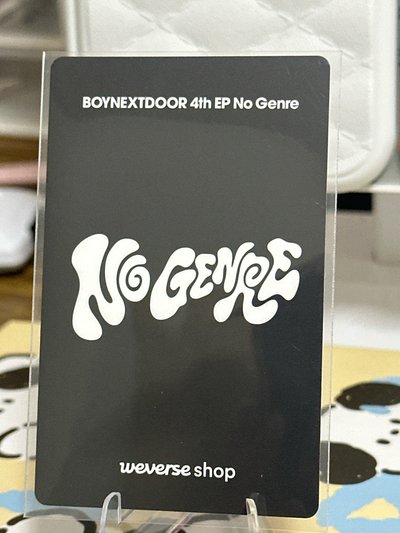 BOYNEXTDOOR 4th EP No Genre
NO GENRE
weverse shop